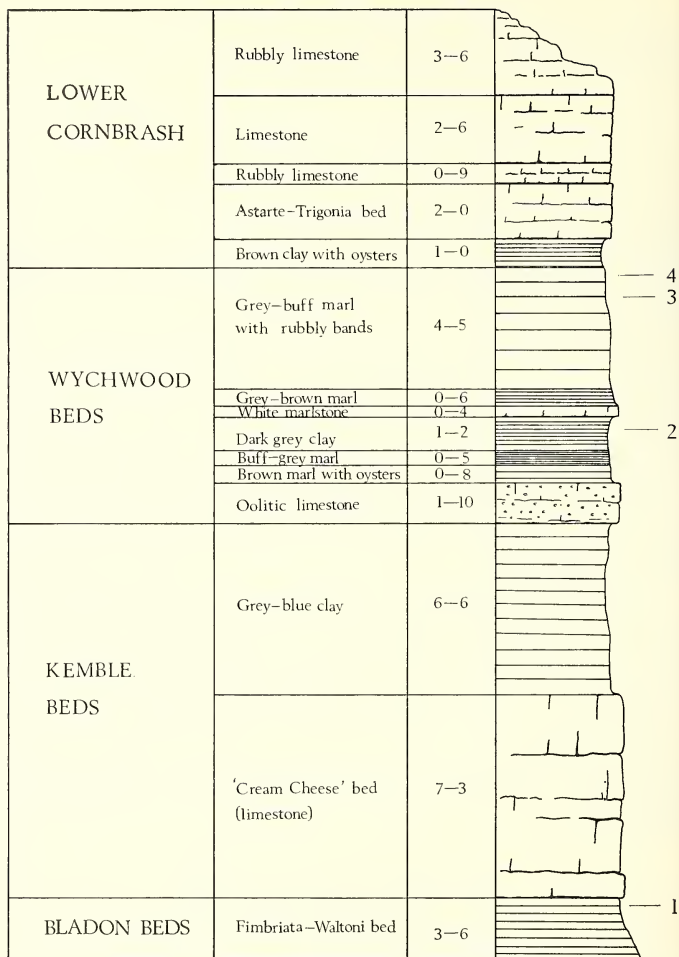 LOWER
CORNBRASH
Rubbly limestone 3—6
Limestone 2—6
Rubbly limestone 0—9
Astarte-Trigonia bed 2—0
Brown clay with oysters 1—0
4
3
WYCHWOOD
BEDS
Grey-buff marl
with rubbly bands 4—5
Grey-brown marl 0—6
White marlstone 0—4
Dark grey clay 1—2
2
Buff-grey marl 0—5
Brown marl with oysters 0—8
Oolitic limestone 1—10
KEMBLE
BEDS
Grey-blue clay 6—6
'Cream Cheese' bed 7—3
(limestone)
1
BLADON BEDS
Fimbriata-Waltoni bed 3—6